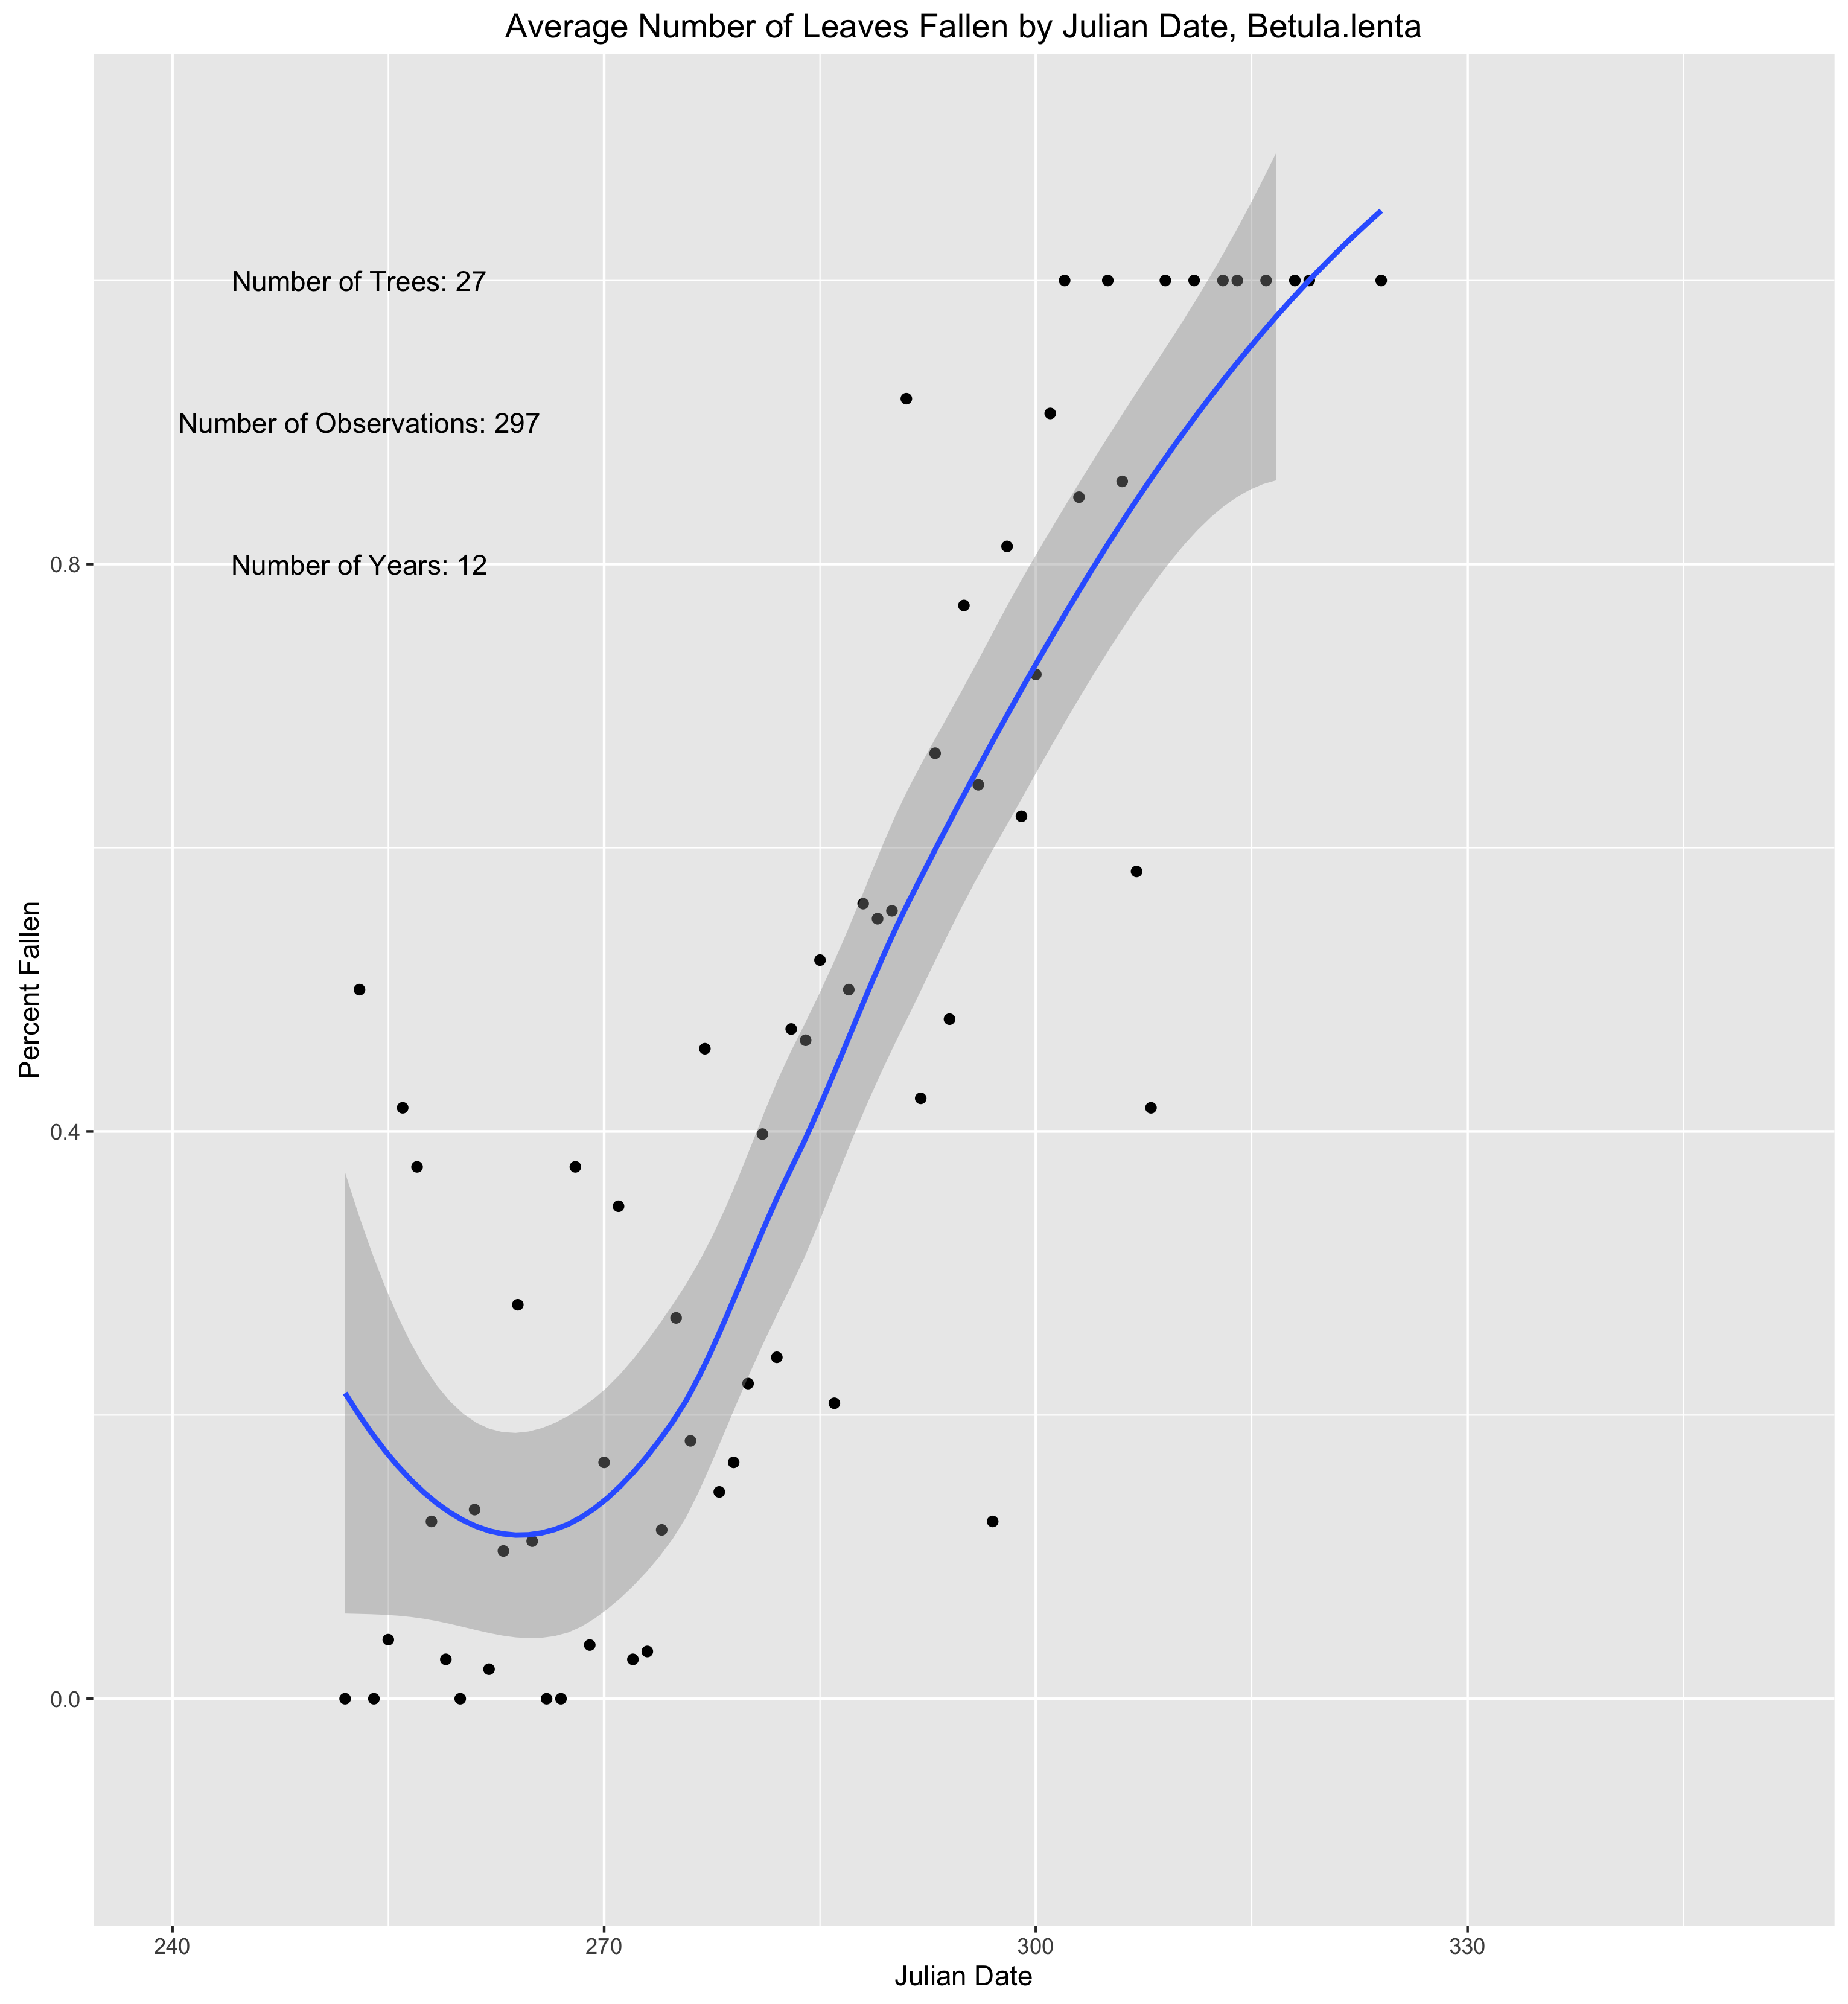 Average Number of Leaves Fallen by Julian Date, Betula.lenta
Number of Trees: 27
Number of Observations: 297
Number of Years: 12
0.8
0.4
0.0
Percent Fallen
240
270
300
330
Julian Date